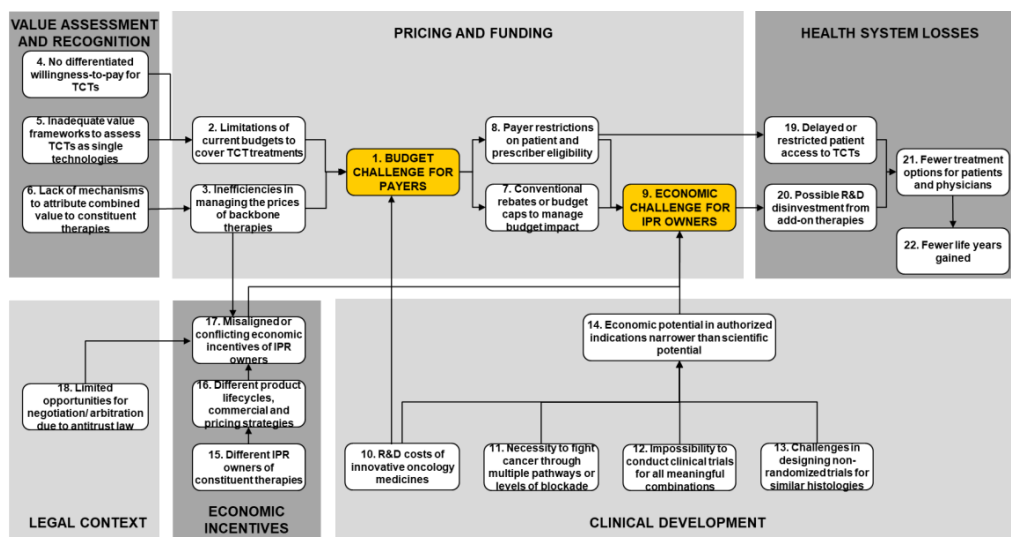 VALUE ASSESSMENT
AND RECOGNITION
4. No differentiated
willingness-to-pay for
TCTs
5. Inadequate value
frameworks to assess
TCTs as single
technologies
6. Lack of mechanisms
to attribute combined
value to constituent
therapies
PRICING AND FUNDING
2. Limitations of
current budgets to
cover TCT treatments
3. Inefficiencies in
managing the prices of
backbone therapies
1. BUDGET
CHALLENGE FOR
PAYERS
8. Payer restrictions
on patient and
prescriber eligibility
7. Conventional
rebates or budget
caps to manage
budget impact
9. ECONOMIC
CHALLENGE FOR
IPR OWNERS
HEALTH SYSTEM LOSSES
19. Delayed or
restricted patient
access to TCTs
20. Possible R&D
disinvestment from
add-on therapies
21. Fewer treatment
options for patients
and physicians
22. Fewer life years
gained
18. Limited
opportunities for
negotiation/ arbitration
due to antitrust law
LEGAL CONTEXT
17. Misaligned or
conflicting economic
incentives of IPR
owners
16. Different product
lifecycles,
commercial and
pricing strategies
15. Different IPR
owners of
constituent therapies
ECONOMIC
INCENTIVES
14. Economic potential in authorized
indications narrower than scientific
potential
10. R&D costs of
innovative oncology
medicines
11. Necessity to fight
cancer through
multiple pathways or
levels of blockade
12. Impossibility to
conduct clinical trials
for all meaningful
combinations
13. Challenges in
designing non-
randomized trials for
similar histologies
CLINICAL DEVELOPMENT